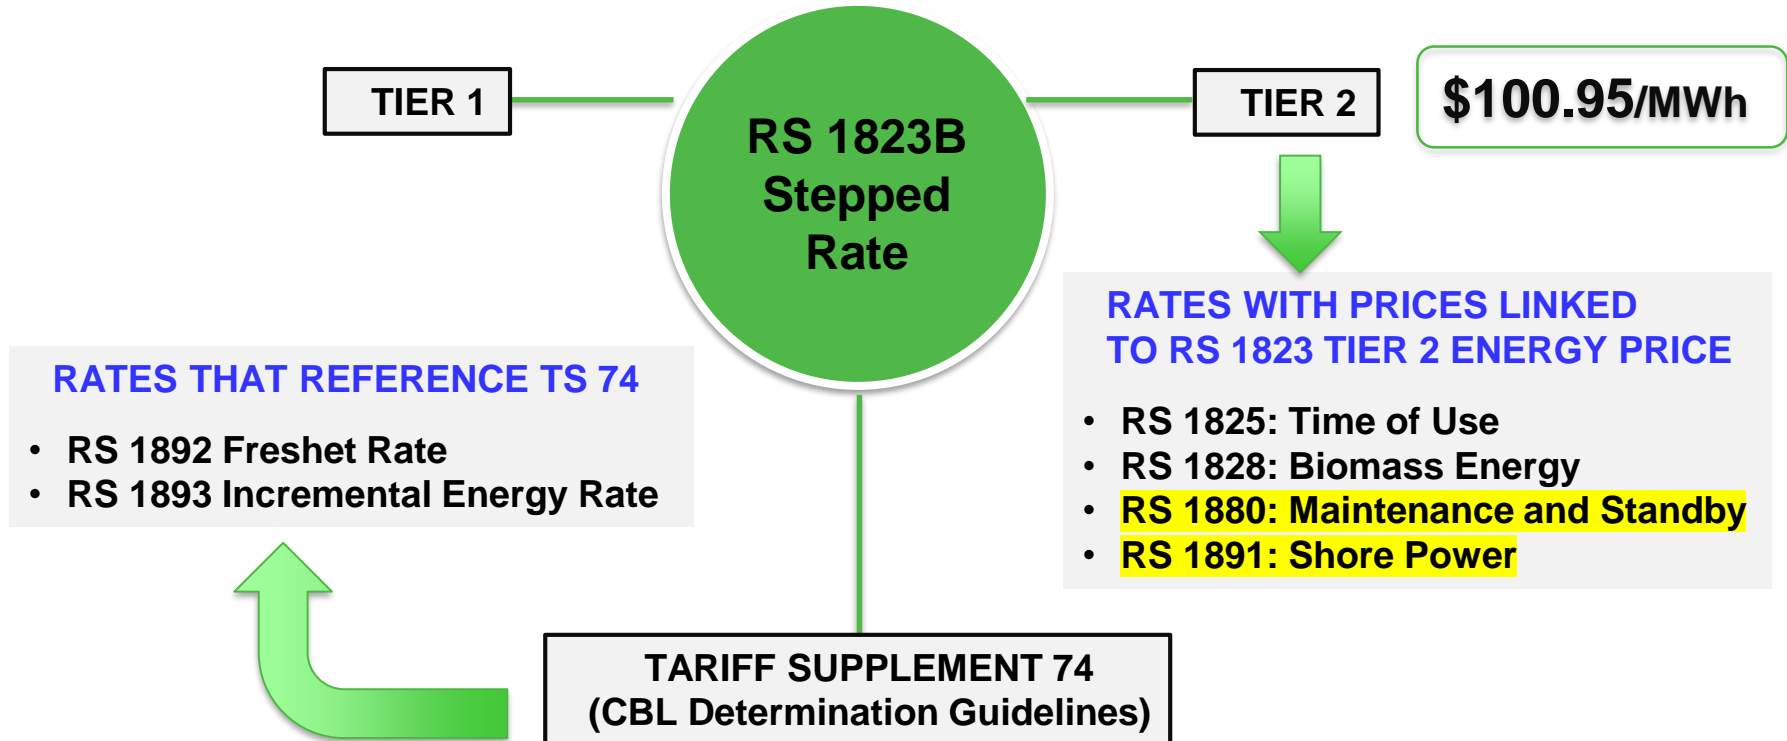 TIER 1
RS 1823B
Stepped
Rate
TIER 2
$100.95/MWh
RATES WITH PRICES LINKED
TO RS 1823 TIER 2 ENERGY PRICE
• RS 1825: Time of Use
• RS 1828: Biomass Energy
• RS 1880: Maintenance and Standby
• RS 1891: Shore Power
RATES THAT REFERENCE TS 74
• RS 1892 Freshet Rate
• RS 1893 Incremental Energy Rate
TARIFF SUPPLEMENT 74
(CBL Determination Guidelines)